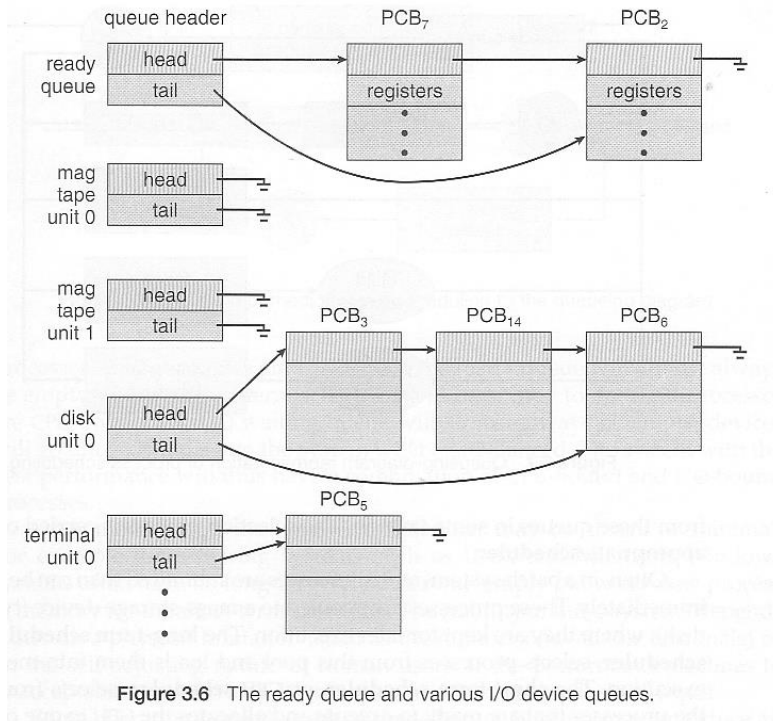 queue header PCB₇ PCB₂
ready queue
head
tail
registers
registers
mag tape unit 0
head
tail
mag tape unit 1
head
tail
PCB₃ PCB₁₄ PCB₆
disk unit 0
head
tail
PCB₅
terminal unit 0
head
tail
Figure 3.6 The ready queue and various I/O device queues.